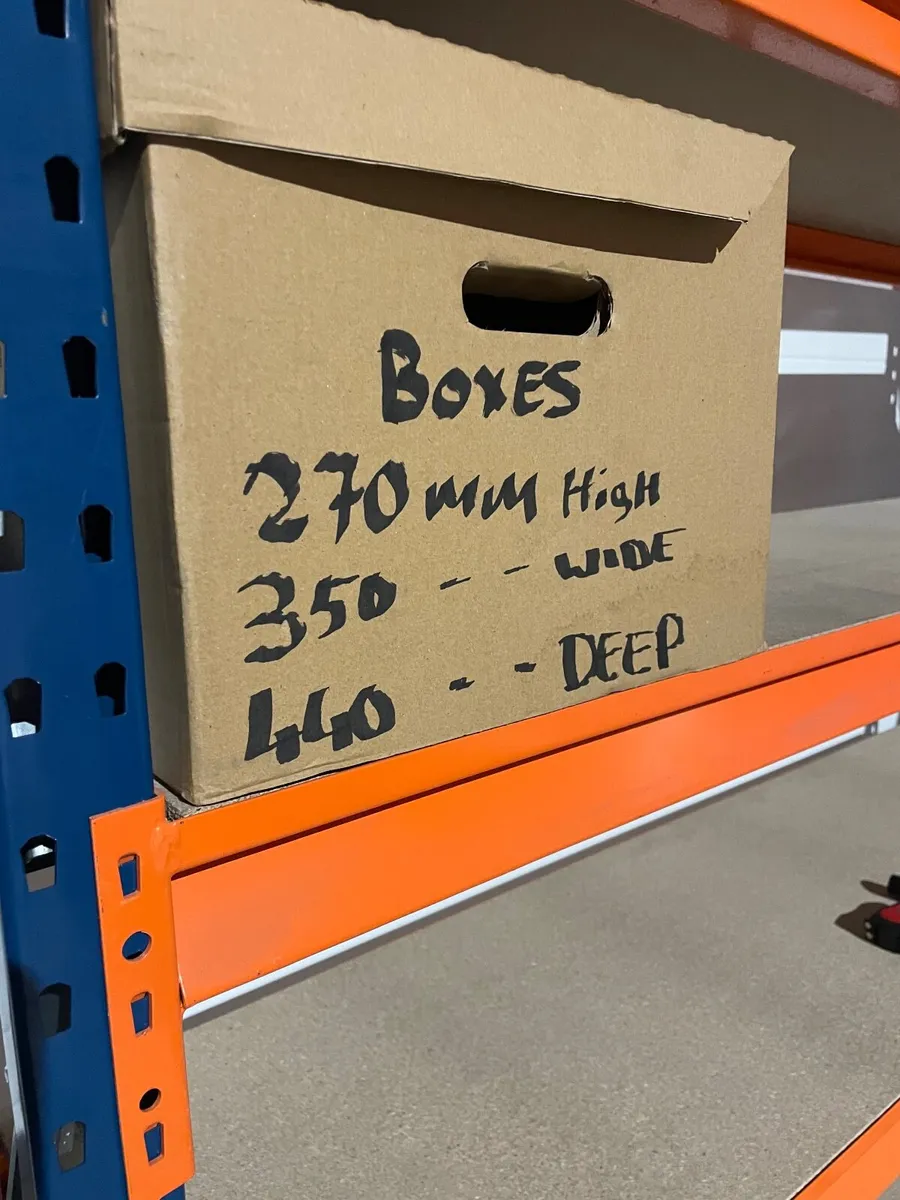 BOXES
270 mm HigH
350 - - WIDE
440 - - DEEP